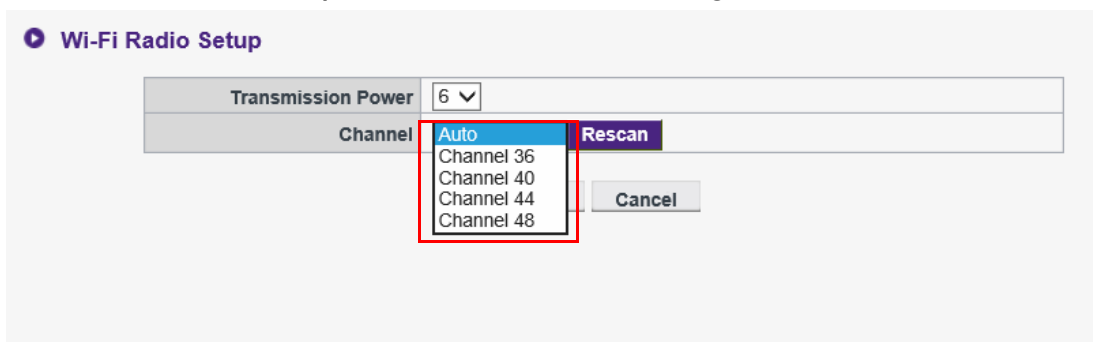 Wi-Fi Radio Setup
Transmission Power 6
Channel Auto Rescan
Channel 36
Channel 40
Channel 44
Channel 48
Cancel